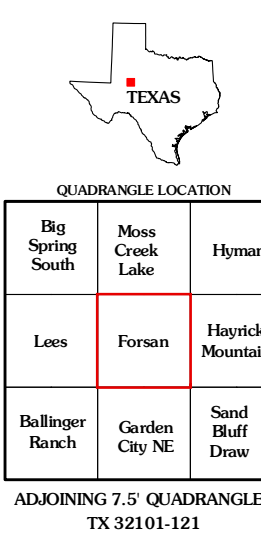 TEXAS
QUADRANGLE LOCATION
Big
Spring
South
Moss
Creek
Lake
Hyman
Lees
Forsan
Hayrick
Mountain
Ballinger
Ranch
Garden
City NE
Sand
Bluff
Draw
ADJOINING 7.5' QUADRANGLE
TX 32101-121